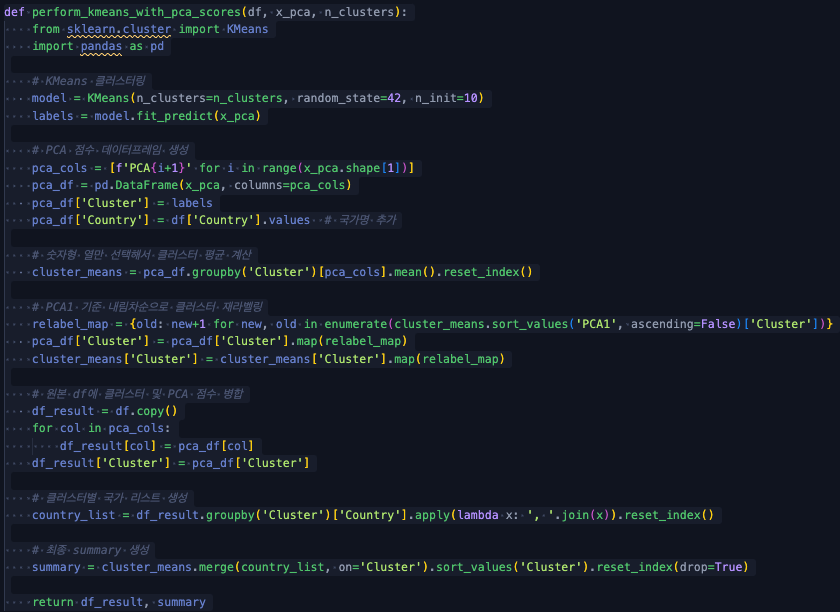 def perform_kmeans_with_pca_scores(df, x_pca, n_clusters):
    from sklearn.cluster import KMeans
    import pandas as pd

    # KMeans 클러스터링
    model = KMeans(n_clusters=n_clusters, random_state=42, n_init=10)
    labels = model.fit_predict(x_pca)

    # PCA 점수 데이터프레임 생성
    pca_cols = [f'PCA{i+1}' for i in range(x_pca.shape[1])]
    pca_df = pd.DataFrame(x_pca, columns=pca_cols)
    pca_df['Cluster'] = labels
    pca_df['Country'] = df['Country'].values  # 국가명 추가

    # 숫자형 열만 선택해서 클러스터 평균 계산
    cluster_means = pca_df.groupby('Cluster')[pca_cols].mean().reset_index()

    # PCA1 기준 내림차순으로 클러스터 재라벨링
    relabel_map = {old: new+1 for new, old in enumerate(cluster_means.sort_values('PCA1', ascending=False)['Cluster'])}
    pca_df['Cluster'] = pca_df['Cluster'].map(relabel_map)
    cluster_means['Cluster'] = cluster_means['Cluster'].map(relabel_map)

    # 원본 df에 클러스터 및 PCA 점수 병합
    df_result = df.copy()
    for col in pca_cols:
        df_result[col] = pca_df[col]
    df_result['Cluster'] = pca_df['Cluster']

    # 클러스터별 국가 리스트 생성
    country_list = df_result.groupby('Cluster')['Country'].apply(lambda x: ', '.join(x)).reset_index()

    # 최종 summary 생성
    summary = cluster_means.merge(country_list, on='Cluster').sort_values('Cluster').reset_index(drop=True)

    return df_result, summary